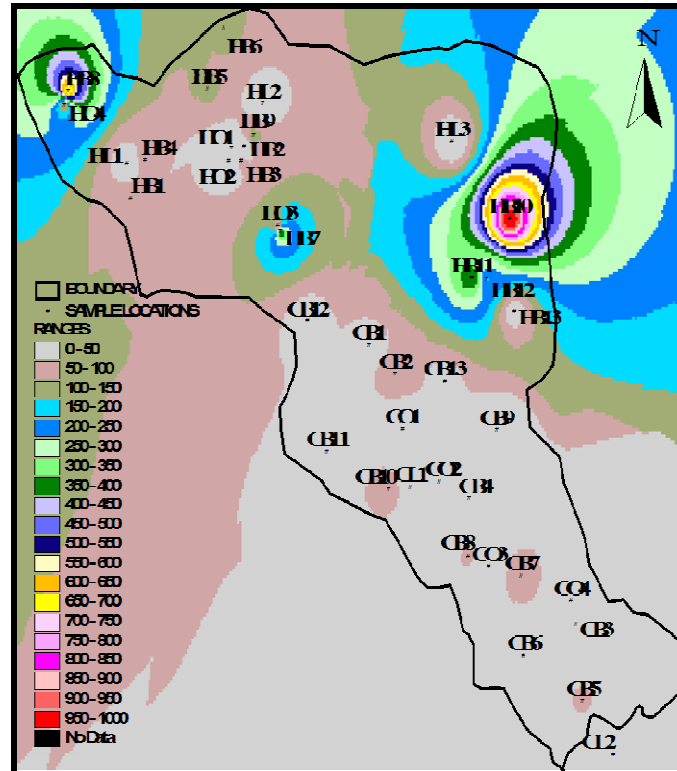 N
HB6
HB8
HB5
HL2
HO4
HB9
HL3
HO1
HB4
HB2
HL1
HO2
HB3
HB1
HB10
HO3
HB7
HB11
HB12
HB13
BOUNDARY
SAMPLE LOCATIONS
RANGES
0 - 50
50 - 100
100 - 150
150 - 200
200 - 250
250 - 300
300 - 350
350 - 400
400 - 450
450 - 500
500 - 550
550 - 600
600 - 650
650 - 700
700 - 750
750 - 800
800 - 850
850 - 900
900 - 950
950 - 1000
No Data
CB12
CB1
CB2
CB13
CO1
CB9
CB11
CB10
CL1
CO2
CB4
CB8
CO3
CB7
CO4
CB3
CB6
CB5
CL2